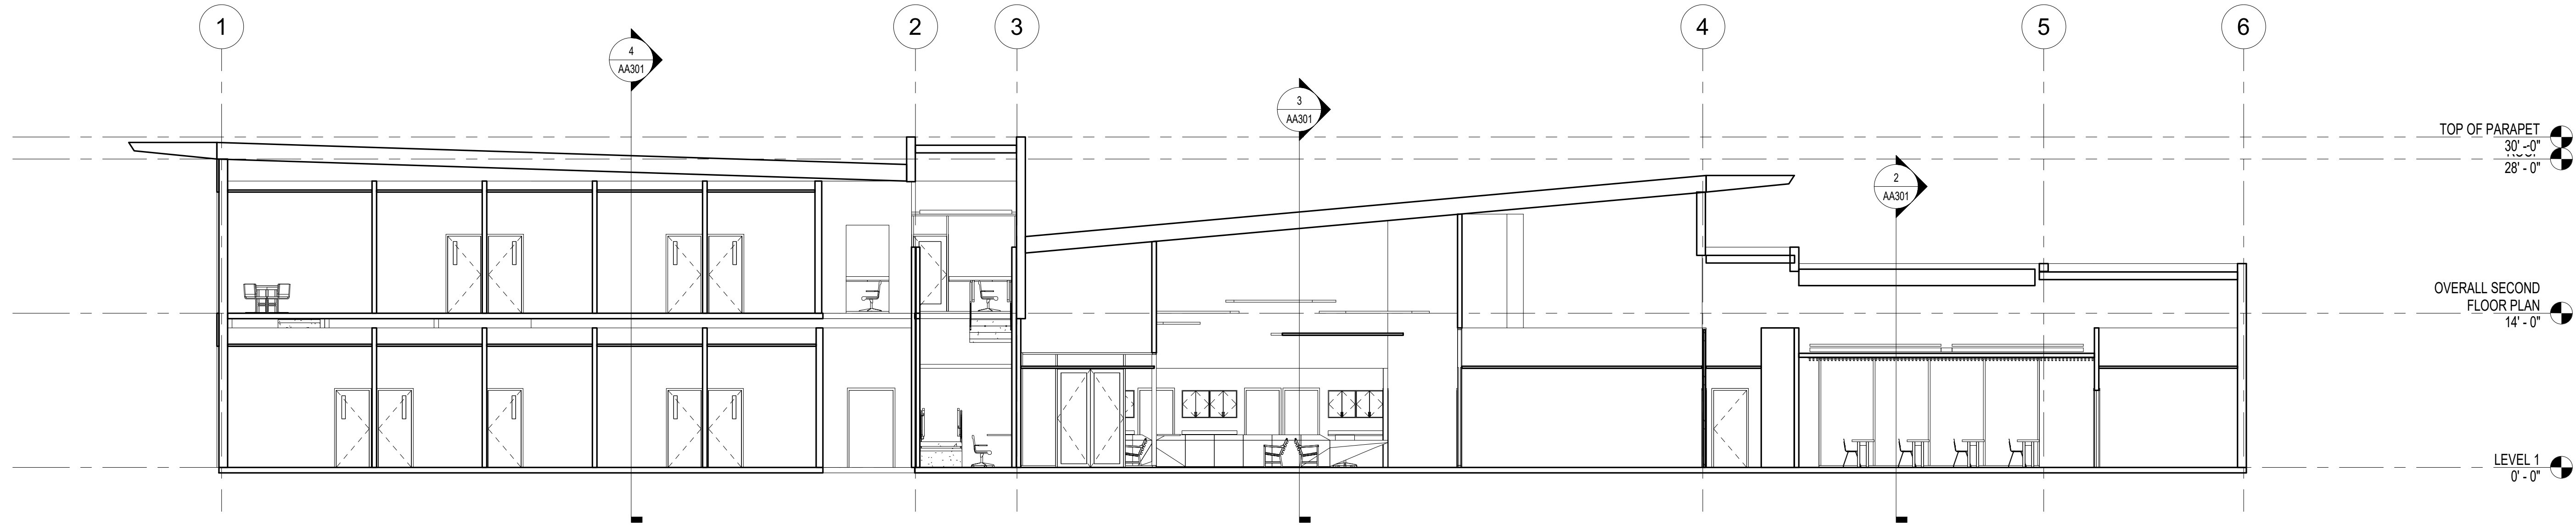 1
2
3
4
5
6
4
AA301
3
AA301
2
AA301
TOP OF PARAPET
30' - 0"
28' - 0"
OVERALL SECOND
FLOOR PLAN
14' - 0"
LEVEL 1
0' - 0"